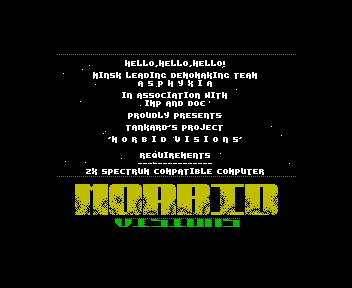 HELLO,HELLO,HELLO!
MINSK LEADING DEMOMAKING TEAM
A S P H Y X I A
IN ASSOCIATION WITH
IMP AND DOC
PROUDLY PRESENTS
TANKARD'S PROJECT
'M O R B I D  V I S I O N S'
REQUIREMENTS
---------------
2X SPECTRUM COMPATIBLE COMPUTER
MORBID
VISIONS